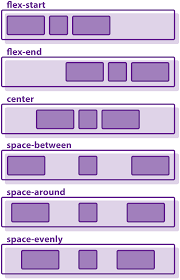 flex-start
flex-end
center
space-between
space-around
space-evenly